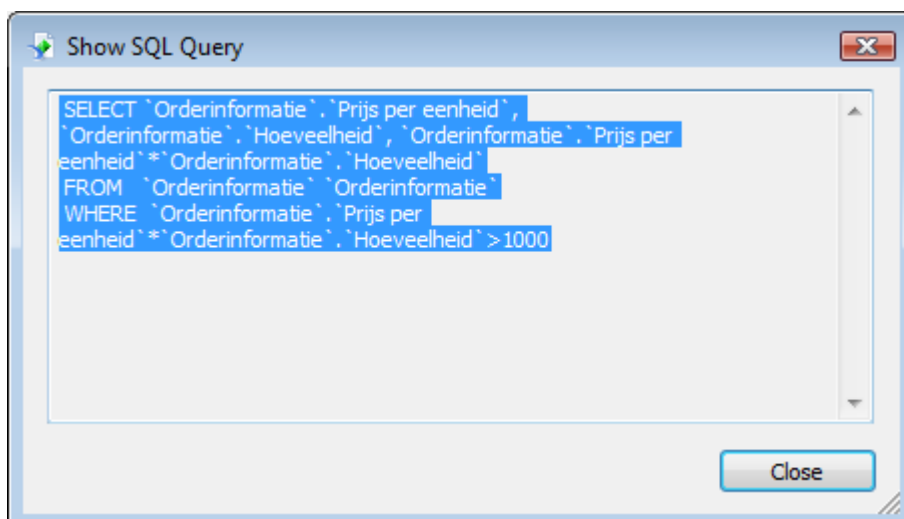 Show SQL Query
SELECT `Orderinformatie`.`Prijs per eenheid`,
`Orderinformatie`.`Hoeveelheid`, `Orderinformatie`.`Prijs per
eenheid`*`Orderinformatie`.`Hoeveelheid`
FROM   `Orderinformatie` `Orderinformatie`
WHERE  `Orderinformatie`.`Prijs per
eenheid`*`Orderinformatie`.`Hoeveelheid`>1000
Close